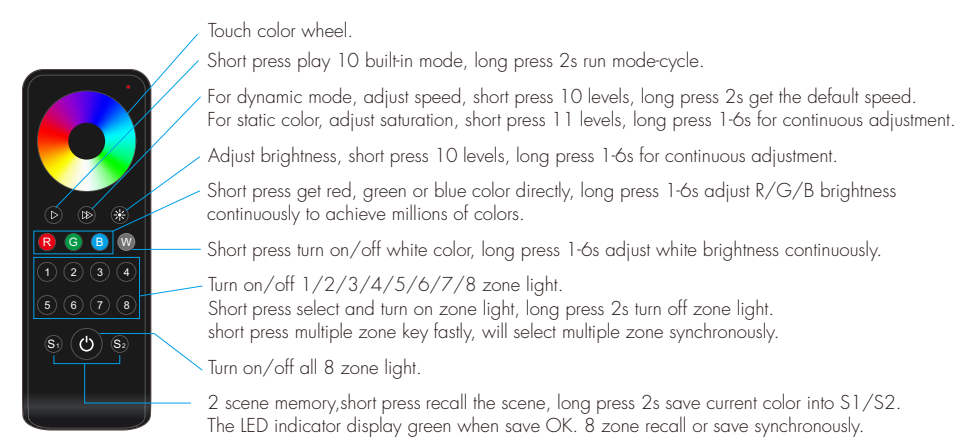 Touch color wheel.
Short press play 10 built-in mode, long press 2s run mode-cycle.
For dynamic mode, adjust speed, short press 10 levels, long press 2s get the default speed.
For static color, adjust saturation, short press 11 levels, long press 1-6s for continuous adjustment.
Adjust brightness, short press 10 levels, long press 1-6s for continuous adjustment.
Short press get red, green or blue color directly, long press 1-6s adjust R/G/B brightness
continuously to achieve millions of colors.
R G B W
Short press turn on/off white color, long press 1-6s adjust white brightness continuously.
1 2 3 4
Turn on/off 1/2/3/4/5/6/7/8 zone light.
Short press select and turn on zone light, long press 2s turn off zone light.
5 6 7 8
short press multiple zone key fastly, will select multiple zone synchronously.
S1 S2
Turn on/off all 8 zone light.
2 scene memory,short press recall the scene, long press 2s save current color into S1/S2.
The LED indicator display green when save OK. 8 zone recall or save synchronously.